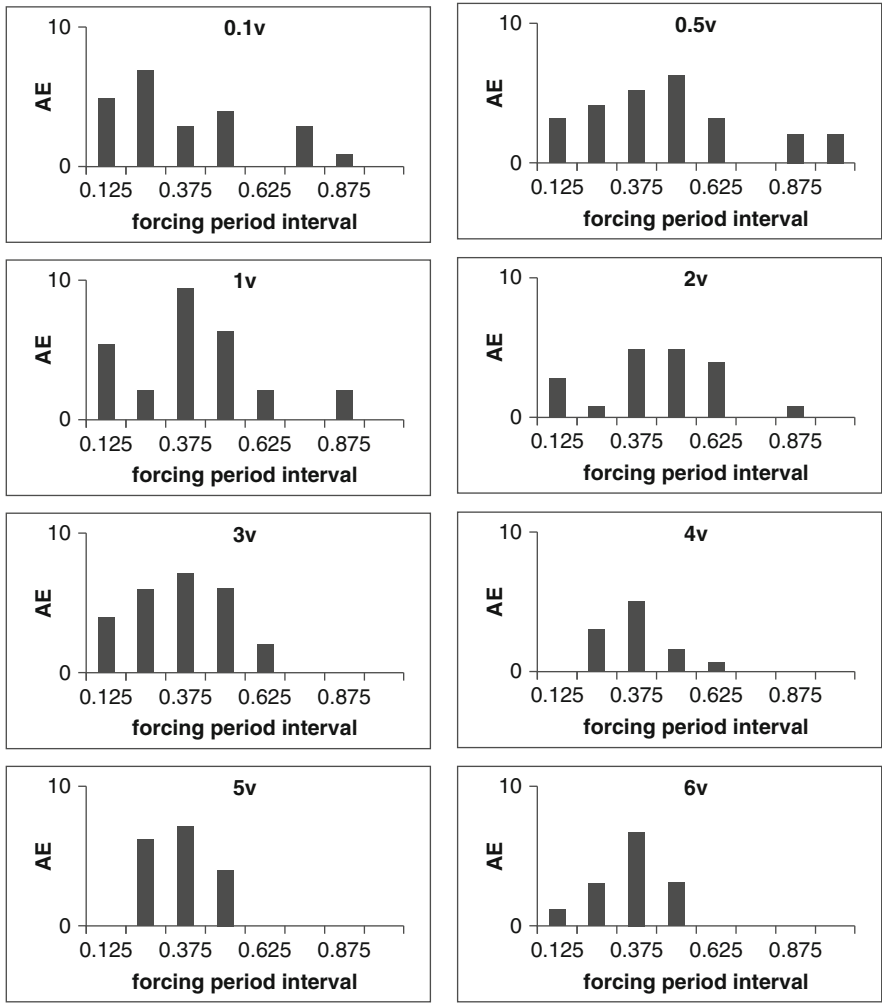 0.1v
10
AE
0
0.125 0.375 0.625 0.875
forcing period interval
0.5v
10
AE
0
0.125 0.375 0.625 0.875
forcing period interval
1v
10
AE
0
0.125 0.375 0.625 0.875
forcing period interval
2v
10
AE
0
0.125 0.375 0.625 0.875
forcing period interval
3v
10
AE
0
0.125 0.375 0.625 0.875
forcing period interval
4v
10
AE
0
0.125 0.375 0.625 0.875
forcing period interval
5v
10
AE
0
0.125 0.375 0.625 0.875
forcing period interval
6v
10
AE
0
0.125 0.375 0.625 0.875
forcing period interval